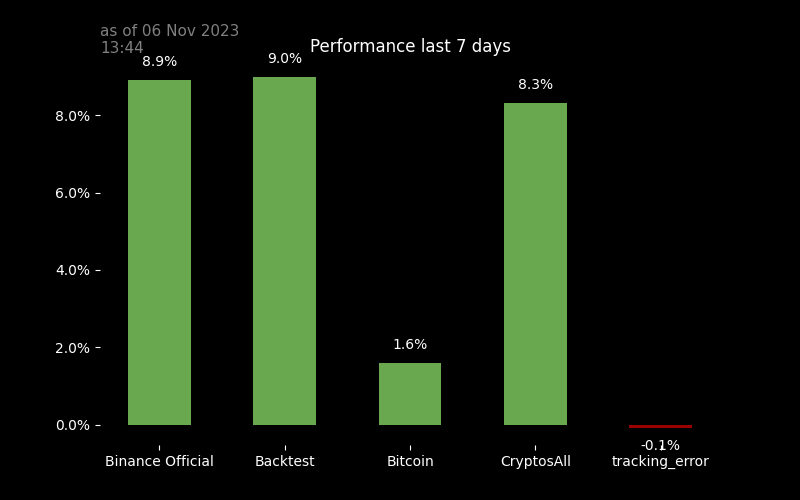 as of 06 Nov 2023
13:44
Performance last 7 days
8.9%
9.0%
1.6%
8.3%
-0.1%
8.0%
6.0%
4.0%
2.0%
0.0%
Binance Official
Backtest
Bitcoin
CryptosAll
tracking_error